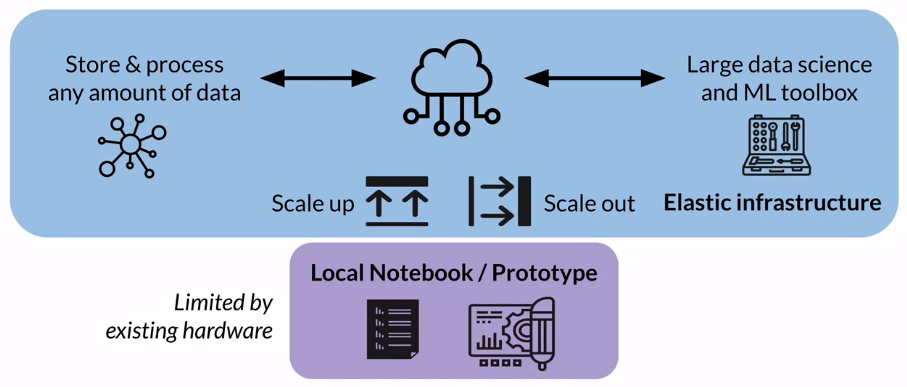 Store & process
any amount of data
Large data science
and ML toolbox
Scale up
Scale out
Elastic infrastructure
Local Notebook / Prototype
Limited by
existing hardware